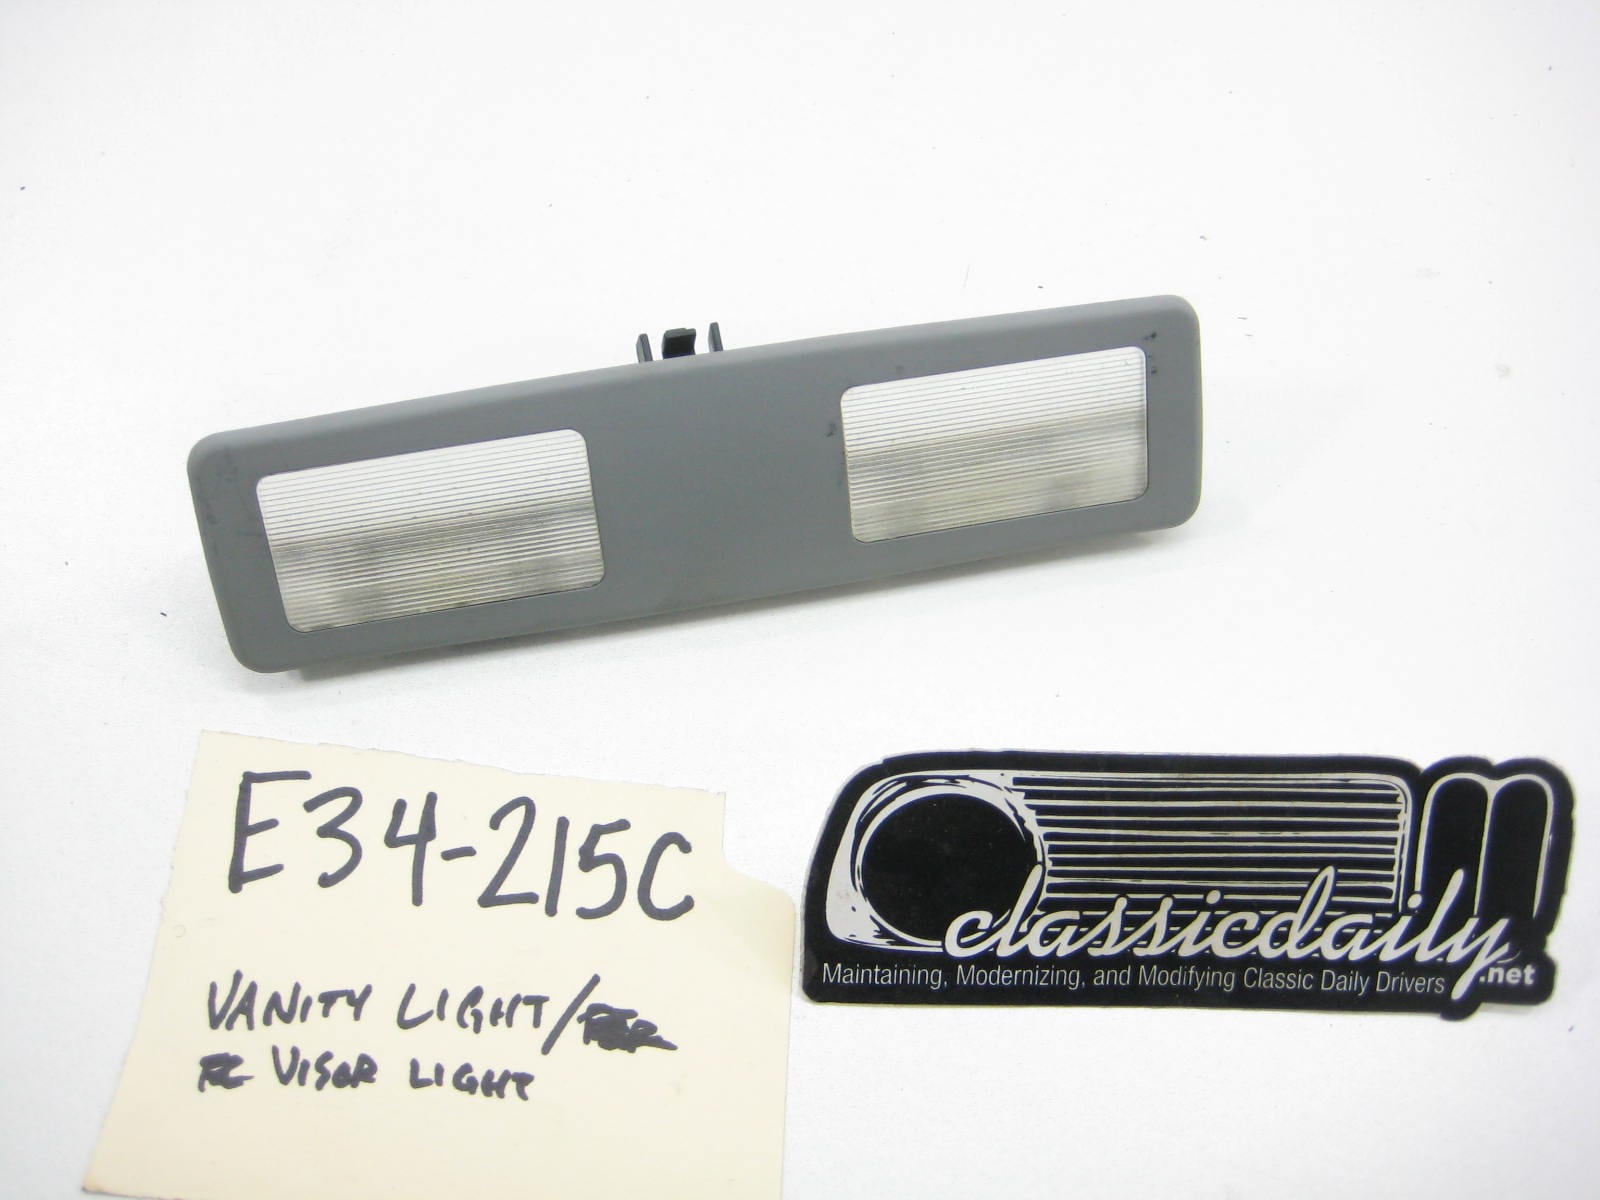 E34-215C
VANITY LIGHT/
VISOR LIGHT
classicdaily.net
Maintaining, Modernizing, and Modifying Classic Daily Drivers